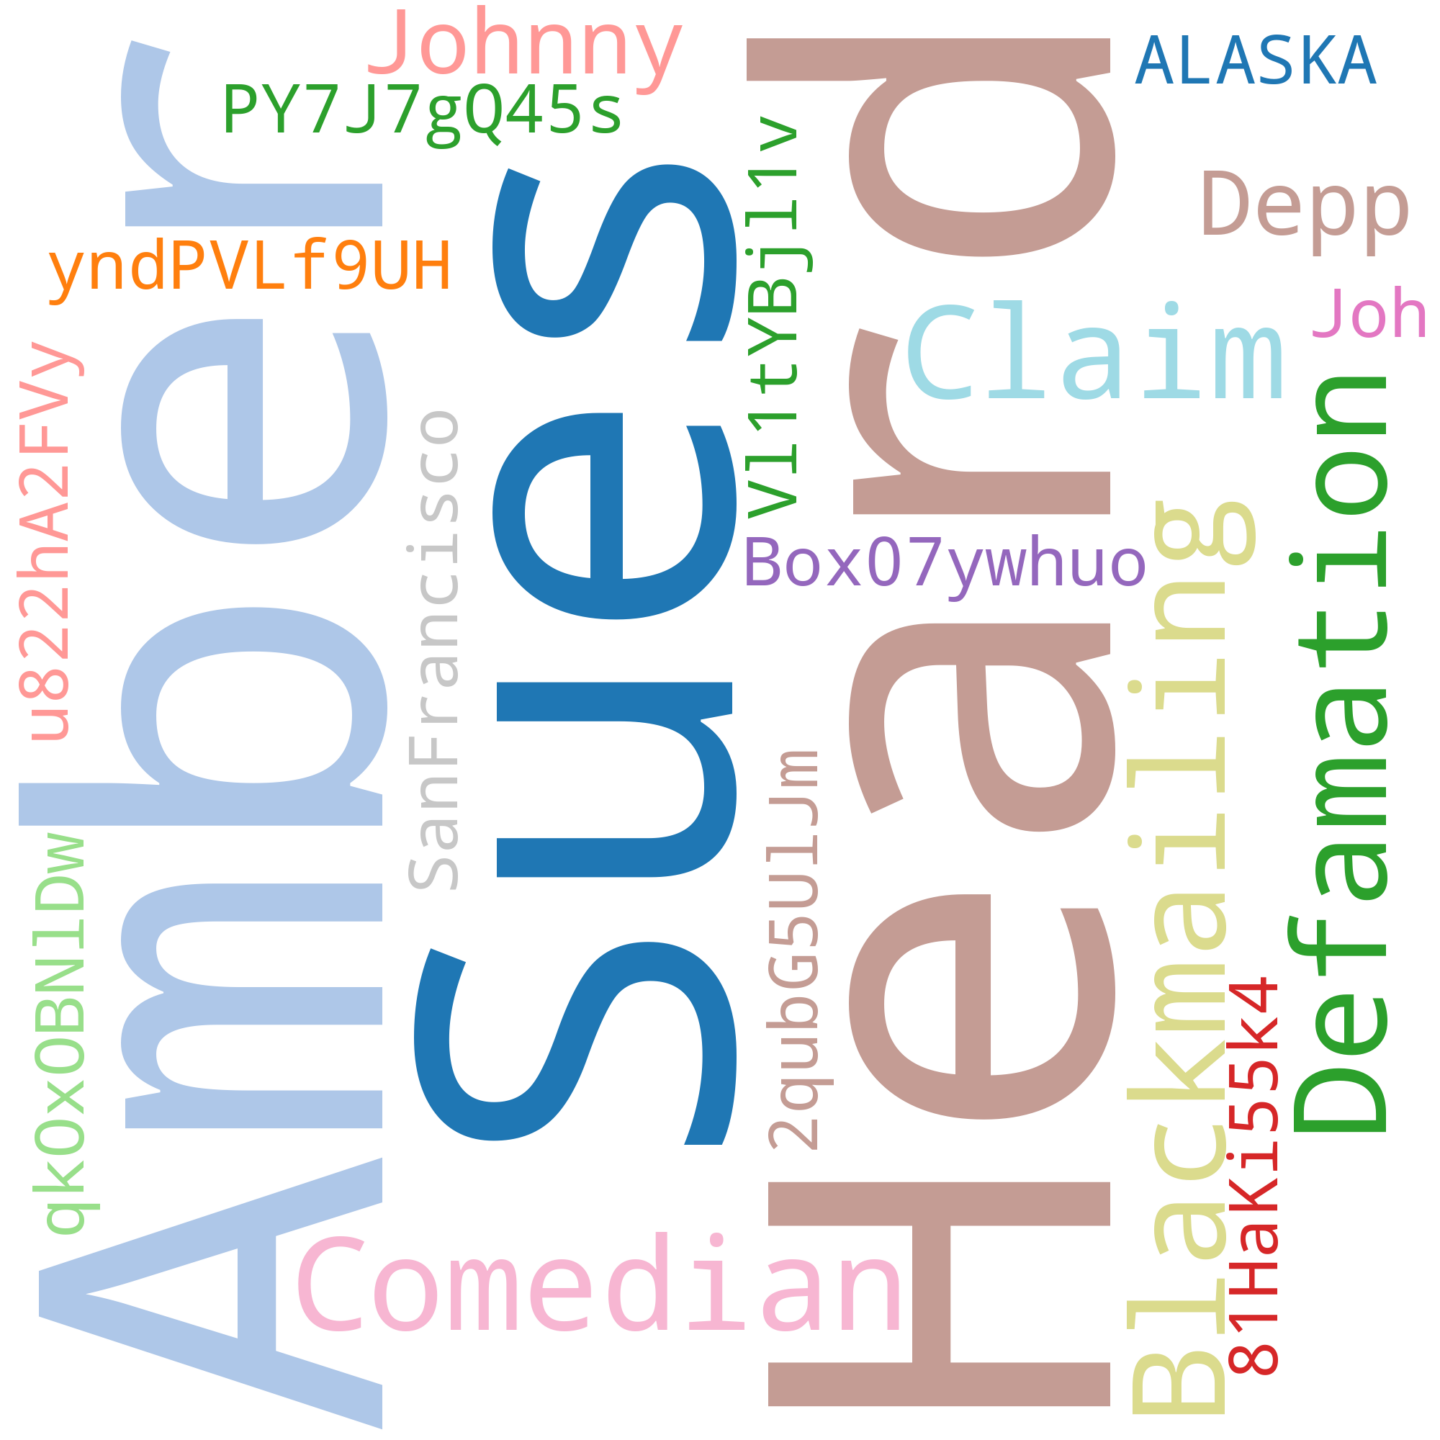 Johnny
ALASKA
PY7J7gQ45s
Depp
yndPVLf9UH
Vl1tYBjl1v
Claim
Joh
u822hA2FVy
Amber
SanFrancisco
Sues
Heard
Box07ywhuo
Blackmailing
Defamation
qkOxOBNlDw
2qubG5UlJm
81HaKi55k4
Comedian